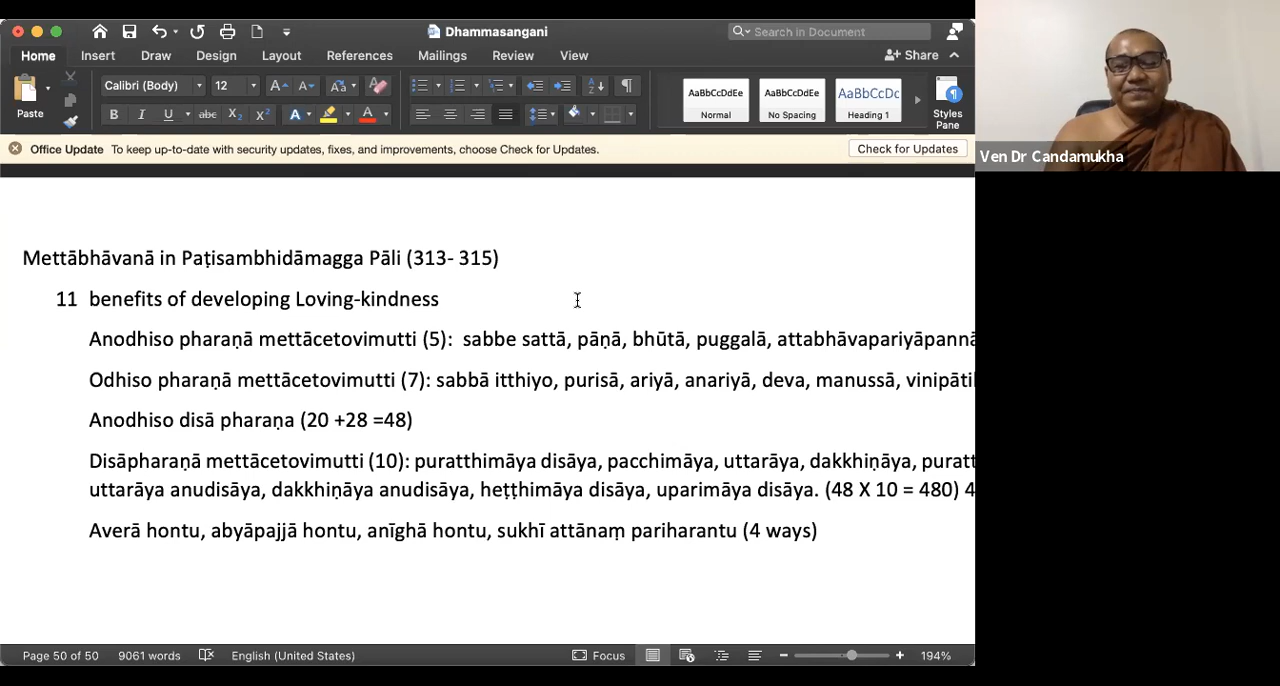 Dhammasangani
Search in Document
Home Insert Draw Design Layout References Mailings Review View
Share
Paste
Calibri (Body) 12
AaBbCcDdEe AaBbCcDdEe AaBbCcDc
Normal No Spacing Heading 1
Styles Pane
Office Update To keep up-to-date with security updates, fixes, and improvements, choose Check for Updates.
Check for Updates
Ven Dr Candamukha
Mettābhāvanā in Paṭisambhidāmagga Pāli (313- 315)
11 benefits of developing Loving-kindness
Anodhiso pharaṇā mettācetovimutti (5): sabbe sattā, pāṇā, bhūtā, puggalā, attabhāvapariyāpannā
Odhiso pharaṇā mettācetovimutti (7): sabbā itthiyo, purisā, ariyā, anariyā, deva, manussā,
Anodhiso disā pharaṇa (20 +28 =48)
Disāpharaṇā mettācetovimutti (10): puratthimāya disāya, pacchimāya, uttarāya, dakkhiṇāya,
uttarāya anudisāya, dakkhiṇāya anudisāya, heṭṭhimāya disāya, uparimāya disāya. (48 X 10 = 480) 4
Averā hontu, abyāpajjā hontu, anīghā hontu, sukhī attānaṃ pariharantu (4 ways)
Page 50 of 50 9061 words English (United States)
Focus
194%